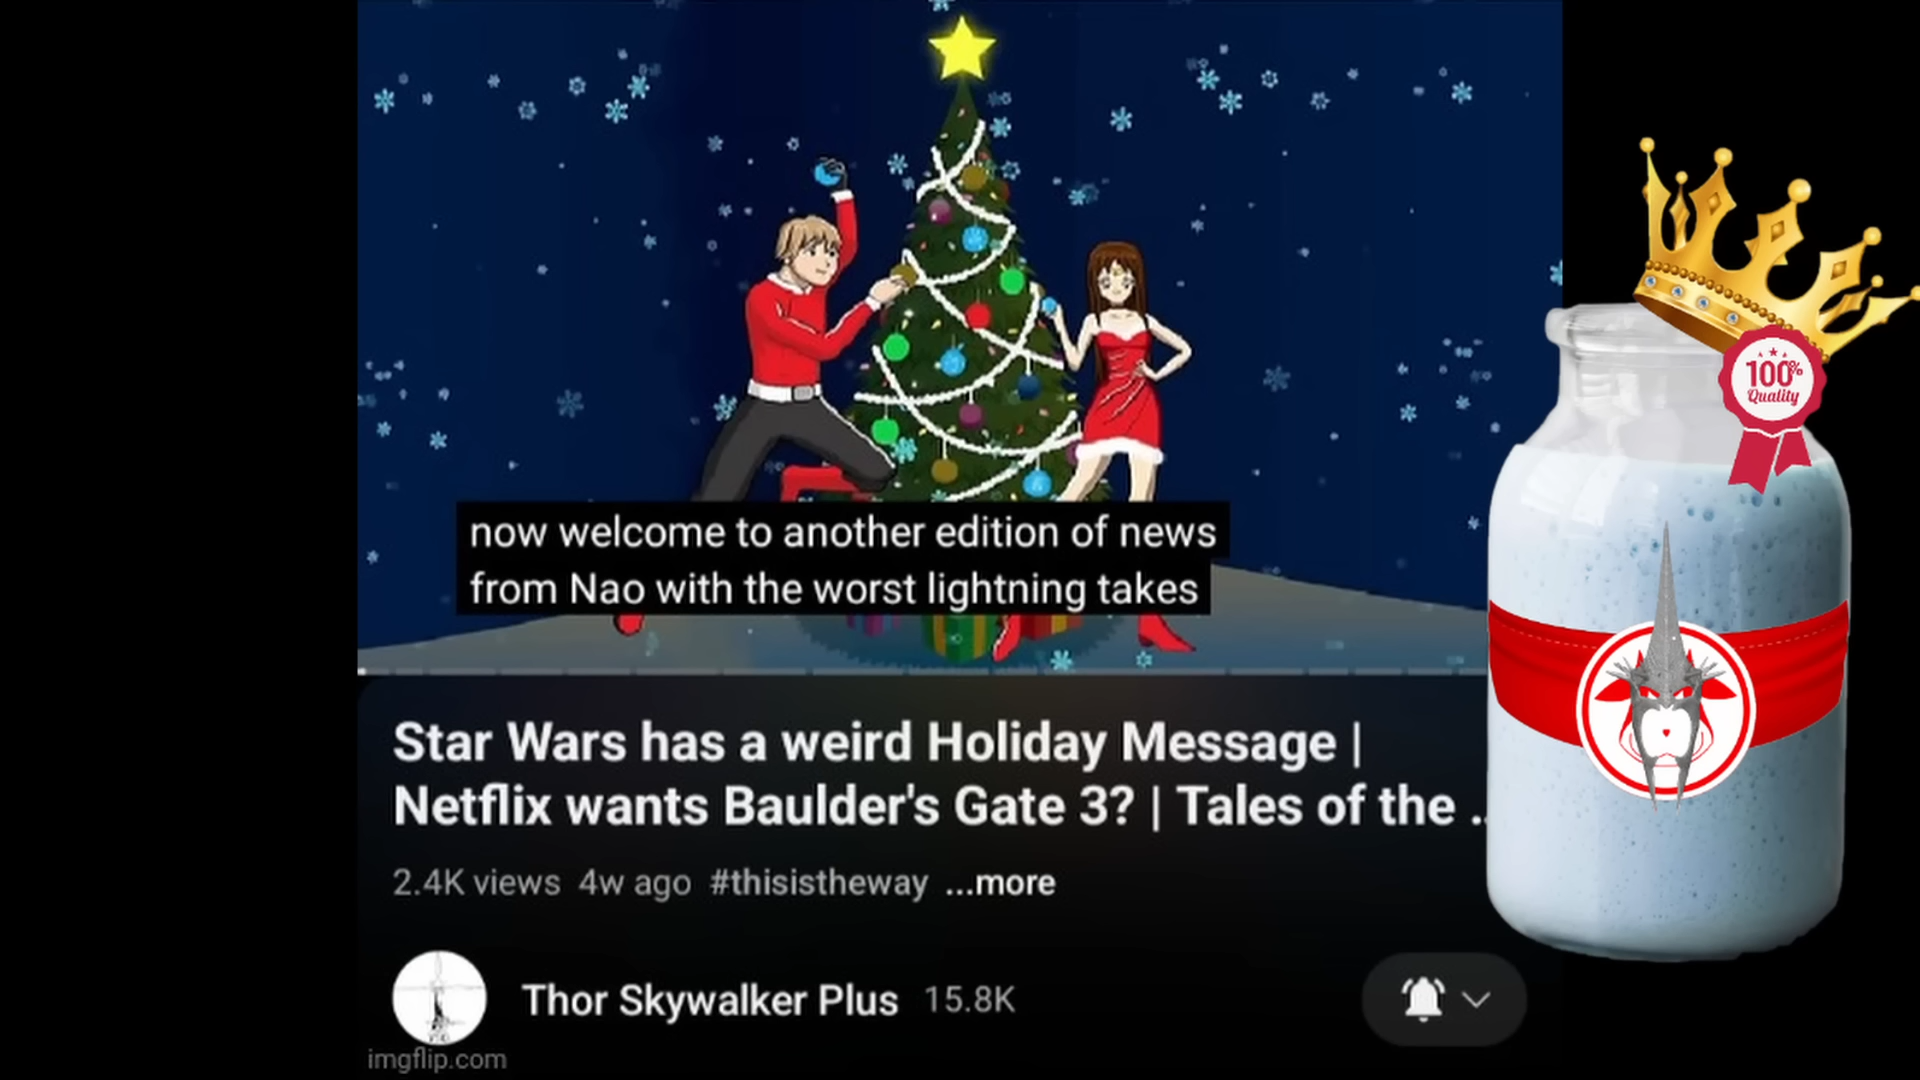 now welcome to another edition of news
from Nao with the worst lightning takes
100%
Quality
Star Wars has a weird Holiday Message |
Netflix wants Baulder's Gate 3? | Tales of the ..
2.4K views 4w ago #thisistheway ...more
Thor Skywalker Plus 15.8K
imgflip.com